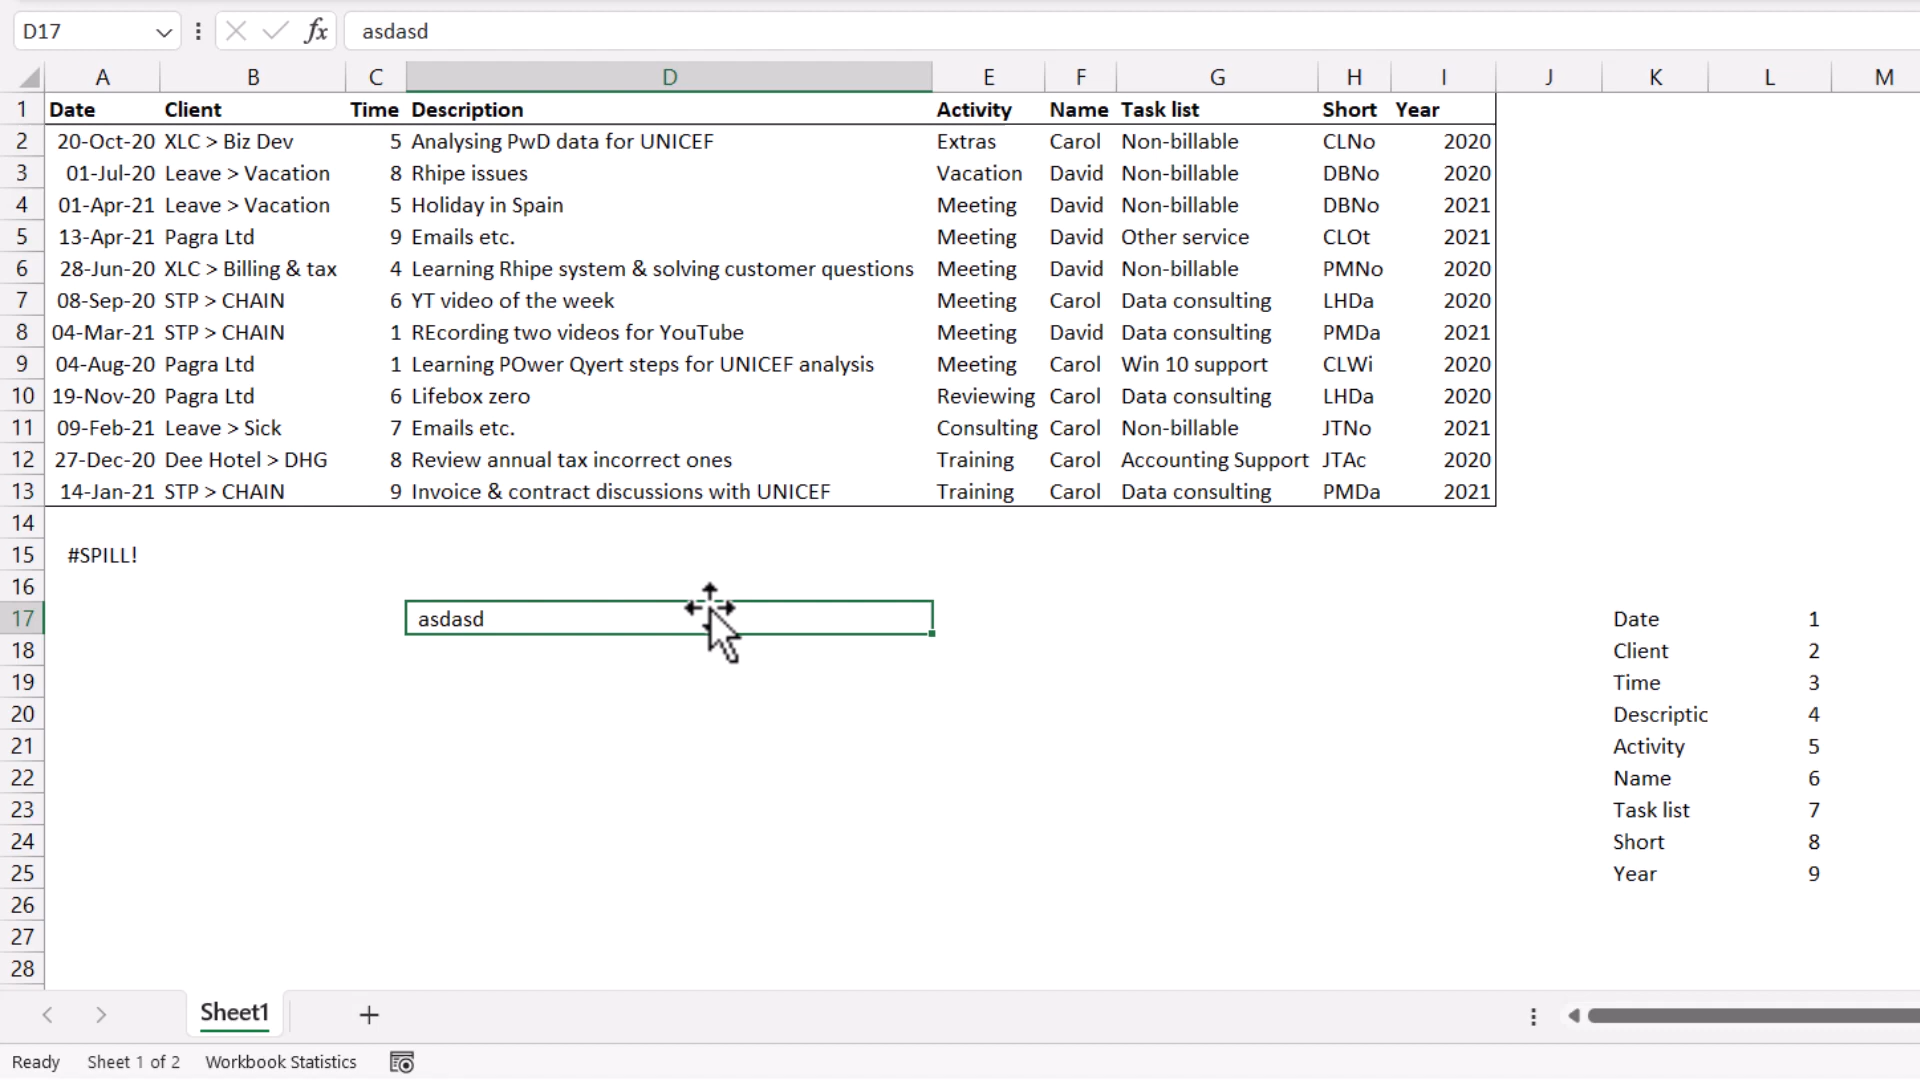 D17 fx asdasd
A B C D E F G H I J K L M
1 Date Client Time Description Activity Name Task list Short Year
2 20-Oct-20 XLC > Biz Dev 5 Analysing PwD data for UNICEF Extras Carol Non-billable CLNo 2020
3 01-Jul-20 Leave > Vacation 8 Rhipe issues Vacation David Non-billable DBNo 2020
4 01-Apr-21 Leave > Vacation 5 Holiday in Spain Meeting David Non-billable DBNo 2021
5 13-Apr-21 Pagra Ltd 9 Emails etc. Meeting David Other service CLOt 2021
6 28-Jun-20 XLC > Billing & tax 4 Learning Rhipe system & solving customer questions Meeting David Non-billable PMNo 2020
7 08-Sep-20 STP > CHAIN 6 YT video of the week Meeting Carol Data consulting LHDa 2020
8 04-Mar-21 STP > CHAIN 1 REcording two videos for YouTube Meeting David Data consulting PMDa 2021
9 04-Aug-20 Pagra Ltd 1 Learning POwer Qyert steps for UNICEF analysis Meeting Carol Win 10 support CLWi 2020
10 19-Nov-20 Pagra Ltd 6 Lifebox zero Reviewing Carol Data consulting LHDa 2020
11 09-Feb-21 Leave > Sick 7 Emails etc. Consulting Carol Non-billable JTNo 2021
12 27-Dec-20 Dee Hotel > DHG 8 Review annual tax incorrect ones Training Carol Accounting Support JTAc 2020
13 14-Jan-21 STP > CHAIN 9 Invoice & contract discussions with UNICEF Training Carol Data consulting PMDa 2021
14
15 #SPILL!
16
17 asdasd Date 1
18 Client 2
19 Time 3
20 Descriptic 4
21 Activity 5
22 Name 6
23 Task list 7
24 Short 8
25 Year 9
26
27
28
Sheet1
Ready Sheet 1 of 2 Workbook Statistics